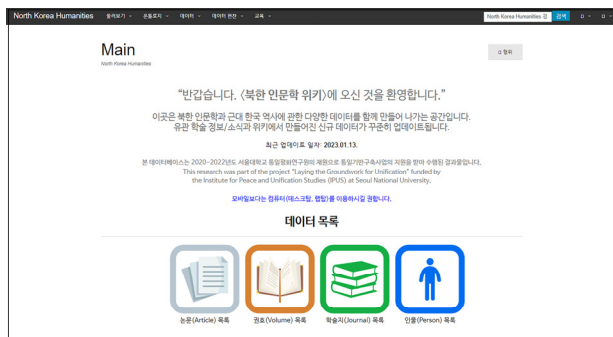 North Korea Humanities 둘러보기 온톨로지 데이터 데이터 편찬 교육 North Korea Humanities 검 검색
Main
North Korea Humanities
“반갑습니다. <북한 인문학 위키>에 오신 것을 환영합니다.”
이곳은 북한 인문학과 근대 한국 역사에 관한 다양한 데이터를 함께 만들어 나가는 공간입니다.
유관 학술 정보/소식과 위키에서 만들어진 신규 데이터가 꾸준히 업데이트됩니다.
최근 업데이트 일자: 2023.01.13.
본 데이터베이스는 2020-2022년도 서울대학교 통일평화연구원의 재원으로 통일기반구축사업의 지원을 받아 수행된 결과물입니다.
This research was part of the project “Laying the Groundwork for Unification” funded by
the Institute for Peace and Unification Studies (IPUS) at Seoul National University.
모바일보다는 컴퓨터(데스크탑, 랩탑)를 이용하시길 권합니다.
데이터 목록
논문(Article) 목록 권호(Volume) 목록 학술지(Journal) 목록 인물(Person) 목록